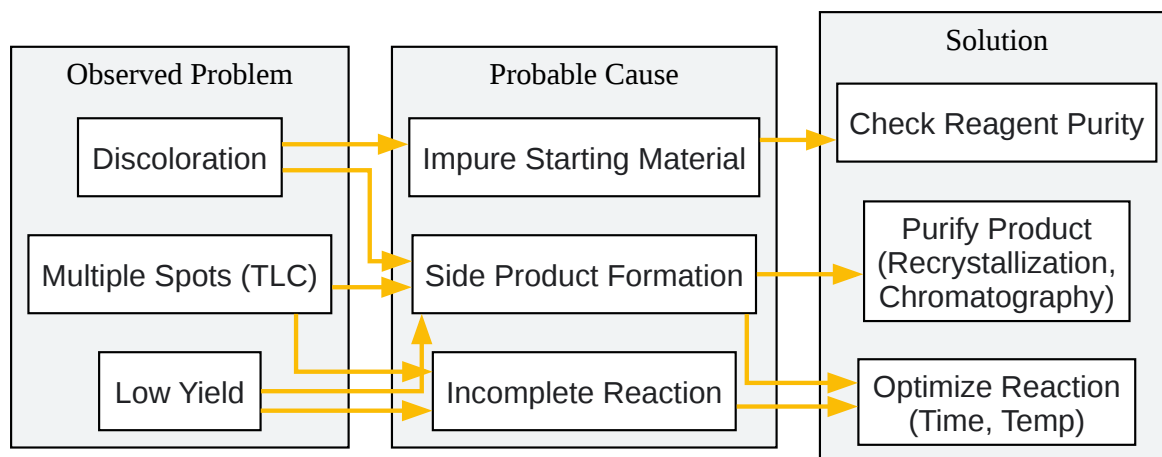 Observed Problem
Discoloration
Multiple Spots (TLC)
Low Yield
Probable Cause
Impure Starting Material
Side Product Formation
Incomplete Reaction
Solution
Check Reagent Purity
Purify Product
(Recrystallization,
Chromatography)
Optimize Reaction
(Time, Temp)